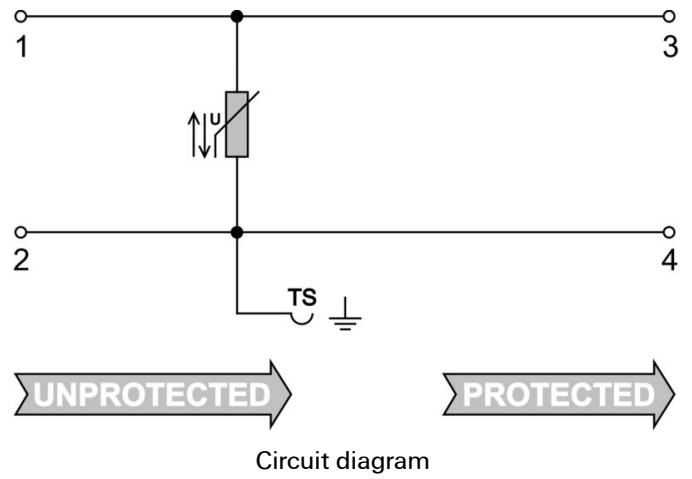 1 3
U
2 4
TS
UNPROTECTED PROTECTED
Circuit diagram